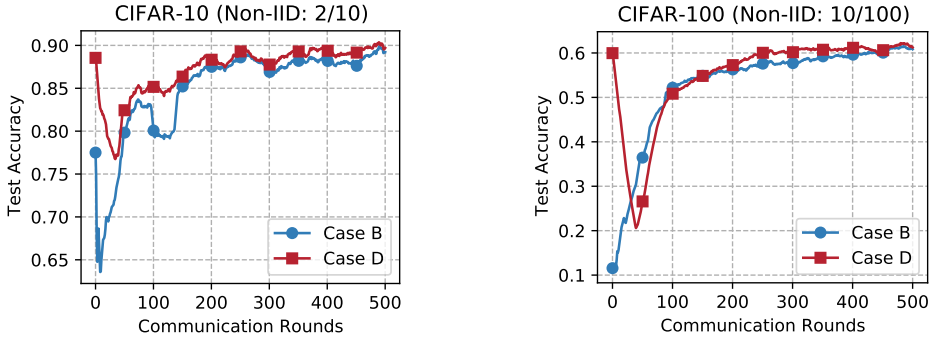 CIFAR-10 (Non-IID: 2/10)
Test Accuracy
0.90
0.85
0.80
0.75
0.70
0.65
Case B
Case D
0 100 200 300 400 500
Communication Rounds
CIFAR-100 (Non-IID: 10/100)
Test Accuracy
0.6
0.5
0.4
0.3
0.2
0.1
Case B
Case D
0 100 200 300 400 500
Communication Rounds